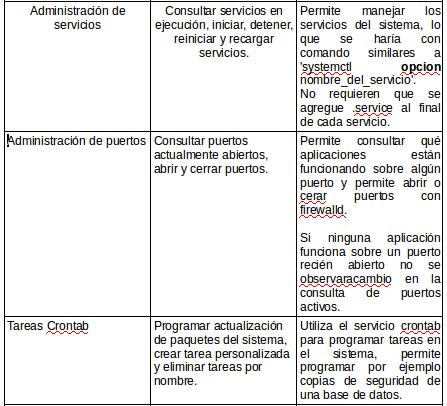 Administración de
servicios
Consultar servicios en
ejecución, iniciar, detener,
reiniciar y recargar
servicios.
Permite manejar los
servicios del sistema, lo
que se haría con
comando similares a
'systemctl opcion
nombre_del_servicio'.
No requieren que se
agregue .service al final
de cada servicio.
Administración de puertos
Consultar puertos
actualmente abiertos,
abrir y cerrar puertos.
Permite consultar qué
aplicaciones están
funcionando sobre algún
puerto y permite abrir o
cerar puertos con
firewalld.
Si ninguna aplicación
funciona sobre un puerto
recién abierto no se
observaracambio en la
consulta de puertos
activos.
Tareas Crontab
Programar actualización
de paquetes del sistema,
crear tarea personalizada
y eliminar tareas por
nombre.
Utiliza el servicio crontab
para programar tareas en
el sistema, permite
programar por ejemplo
copias de seguridad de
una base de datos.